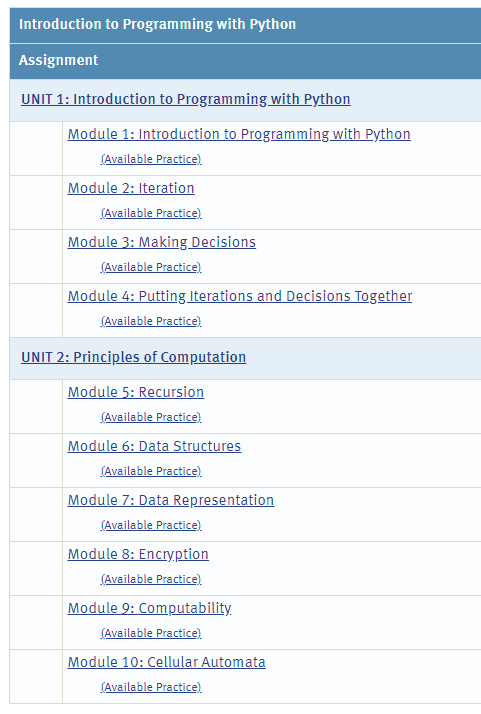 Introduction to Programming with Python
Assignment
UNIT 1: Introduction to Programming with Python
Module 1: Introduction to Programming with Python
(Available Practice)
Module 2: Iteration
(Available Practice)
Module 3: Making Decisions
(Available Practice)
Module 4: Putting Iterations and Decisions Together
(Available Practice)
UNIT 2: Principles of Computation
Module 5: Recursion
(Available Practice)
Module 6: Data Structures
(Available Practice)
Module 7: Data Representation
(Available Practice)
Module 8: Encryption
(Available Practice)
Module 9: Computability
(Available Practice)
Module 10: Cellular Automata
(Available Practice)